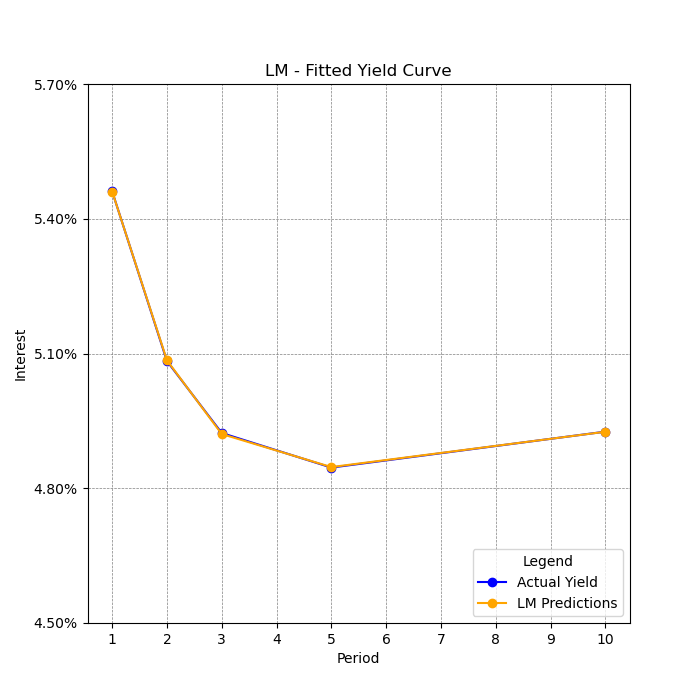 LM - Fitted Yield Curve
5.70%
5.40%
5.10%
4.80%
4.50%
Interest
Legend
Actual Yield
LM Predictions
1 2 3 4 5 6 7 8 9 10
Period